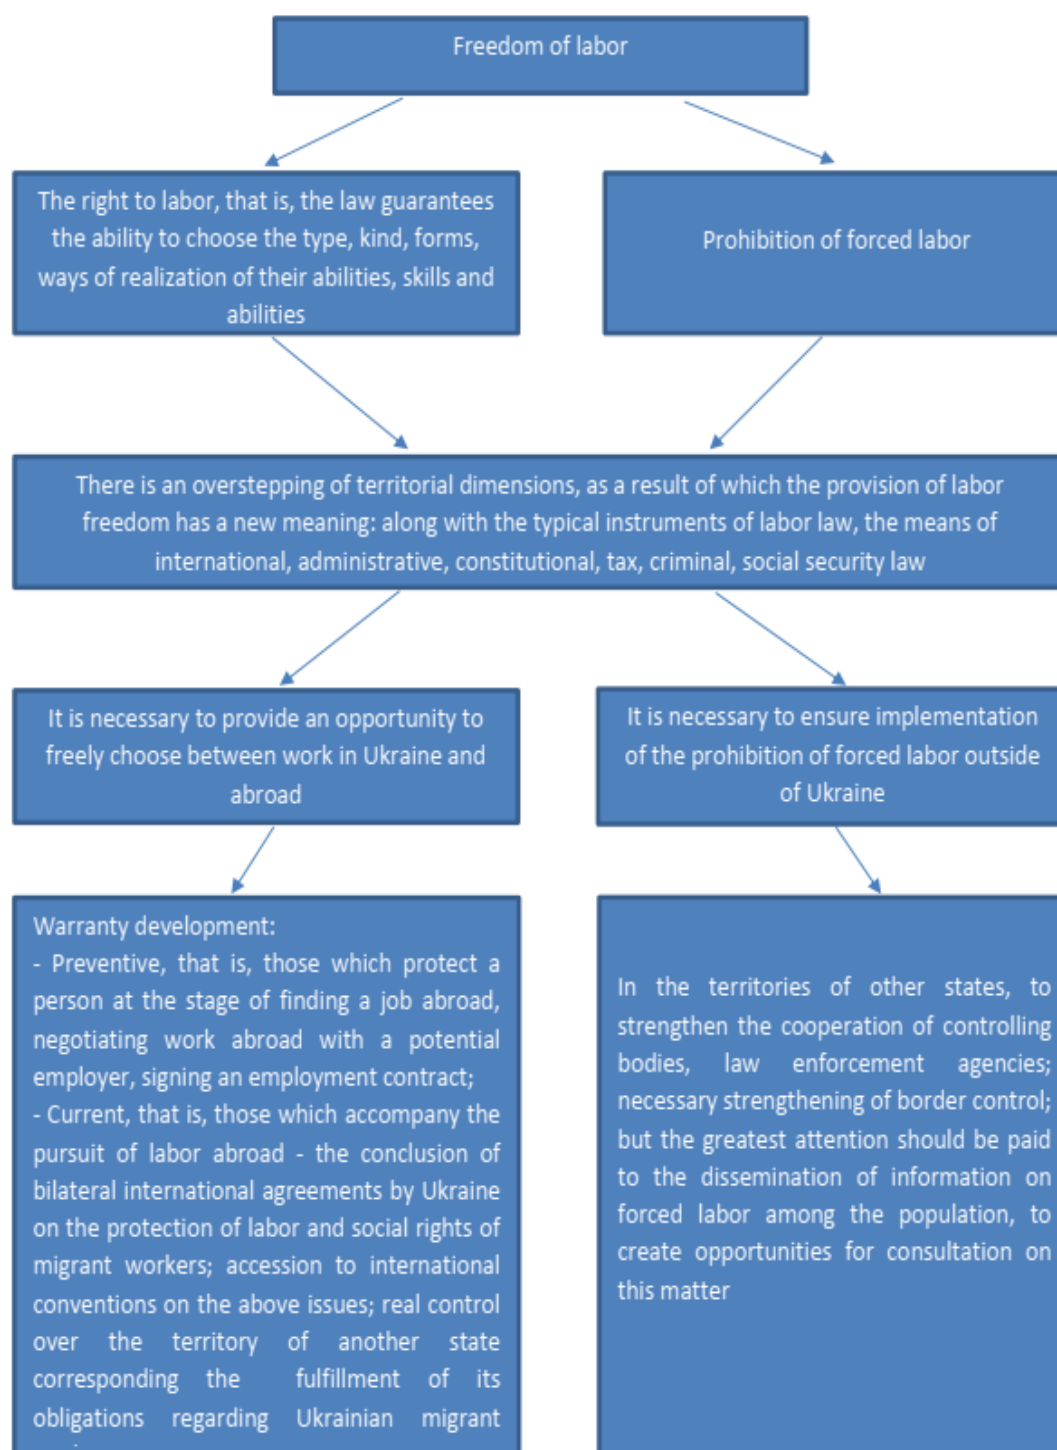 Freedom of labor
The right to labor, that is, the law guarantees
the ability to choose the type, kind, forms,
ways of realization of their abilities, skills and
abilities
Prohibition of forced labor
There is an overstepping of territorial dimensions, as a result of which the provision of labor
freedom has a new meaning: along with the typical instruments of labor law, the means of
international, administrative, constitutional, tax, criminal, social security law
It is necessary to provide an opportunity to
freely choose between work in Ukraine and
abroad
It is necessary to ensure implementation
of the prohibition of forced labor outside
of Ukraine
Warranty development:
- Preventive, that is, those which protect a
person at the stage of finding a job abroad,
negotiating work abroad with a potential
employer, signing an employment contract;
- Current, that is, those which accompany the
pursuit of labor abroad - the conclusion of
bilateral international agreements by Ukraine
on the protection of labor and social rights of
migrant workers; accession to international
conventions on the above issues; real control
over the territory of another state
corresponding the fulfillment of its
obligations regarding Ukrainian migrant
In the territories of other states, to
strengthen the cooperation of controlling
bodies, law enforcement agencies;
necessary strengthening of border control;
but the greatest attention should be paid
to the dissemination of information on
forced labor among the population, to
create opportunities for consultation on
this matter